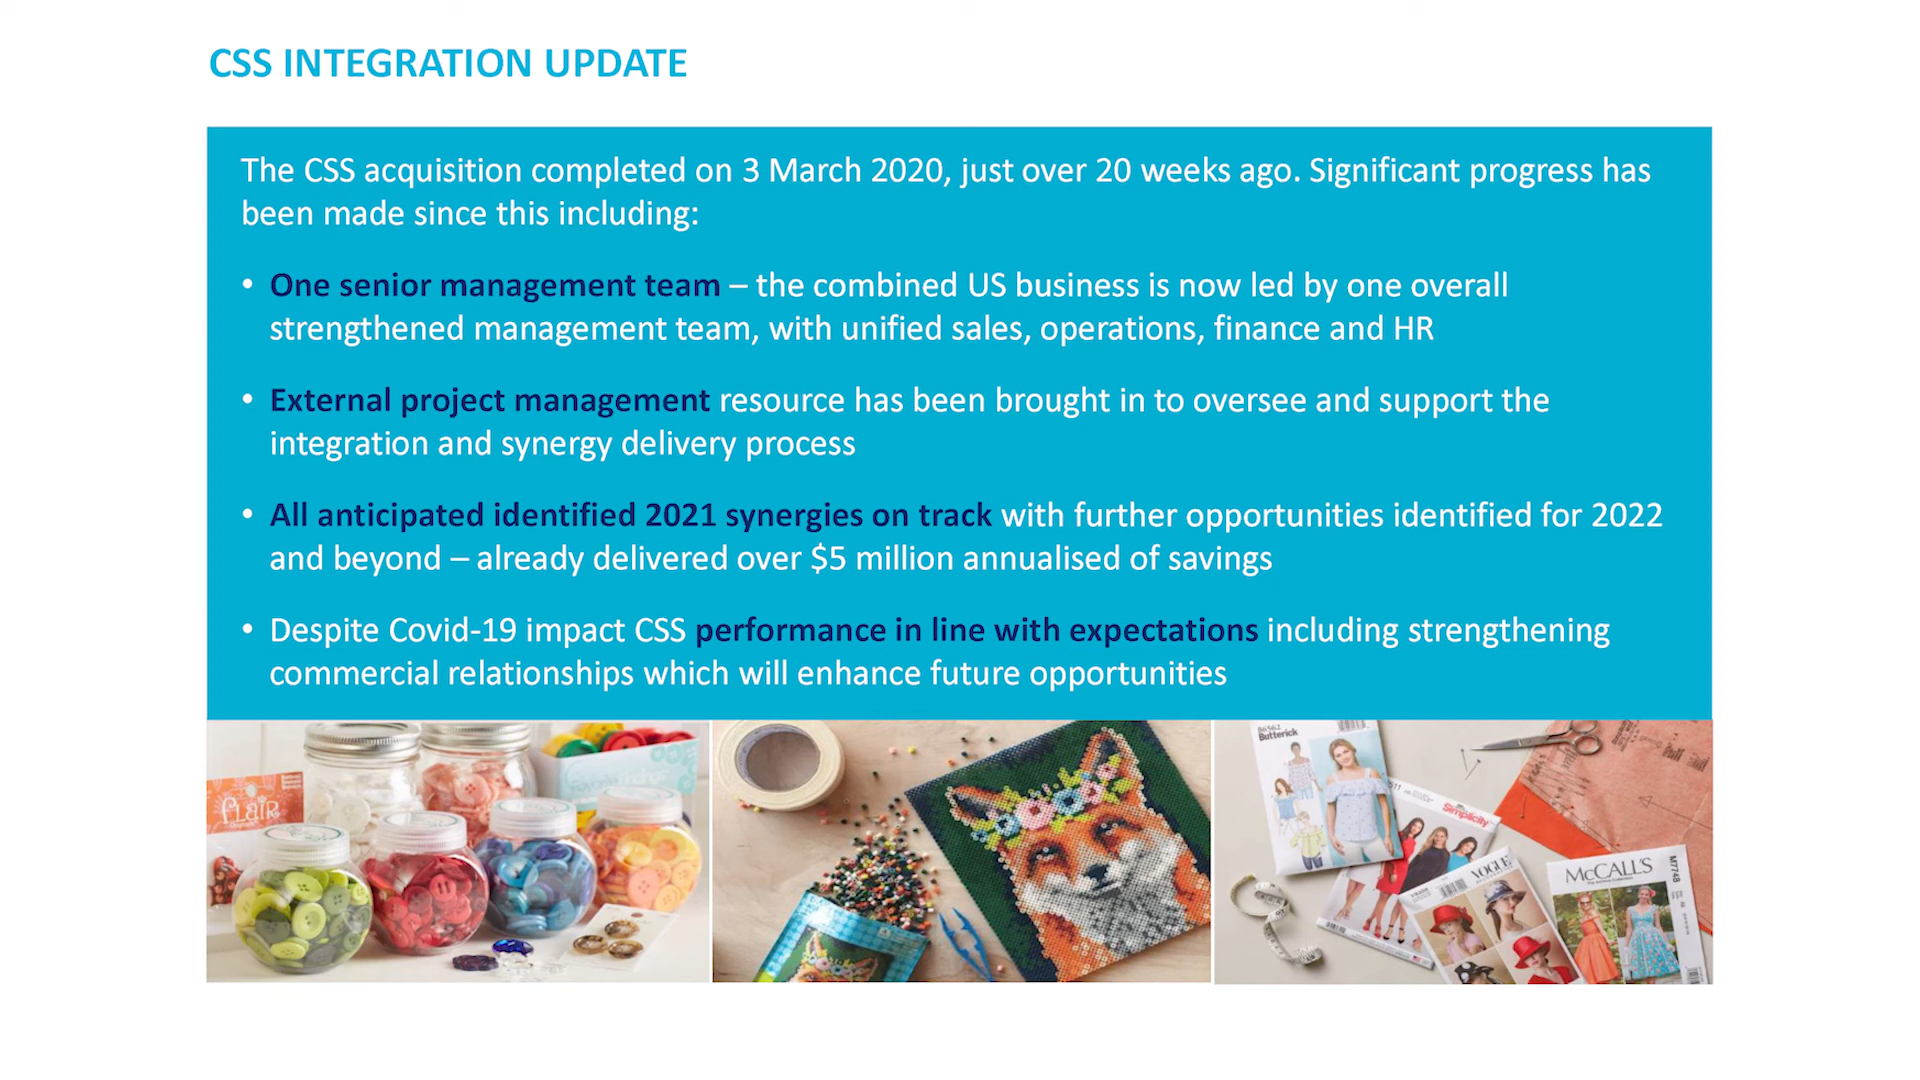 CSS INTEGRATION UPDATE
The CSS acquisition completed on 3 March 2020, just over 20 weeks ago. Significant progress has
been made since this including:
• One senior management team – the combined US business is now led by one overall
strengthened management team, with unified sales, operations, finance and HR
• External project management resource has been brought in to oversee and support the
integration and synergy delivery process
• All anticipated identified 2021 synergies on track with further opportunities identified for 2022
and beyond – already delivered over $5 million annualised of savings
• Despite Covid-19 impact CSS performance in line with expectations including strengthening
commercial relationships which will enhance future opportunities
FLAIR
Butterick
Simplicity
VOGUE
McCALL'S
M7748